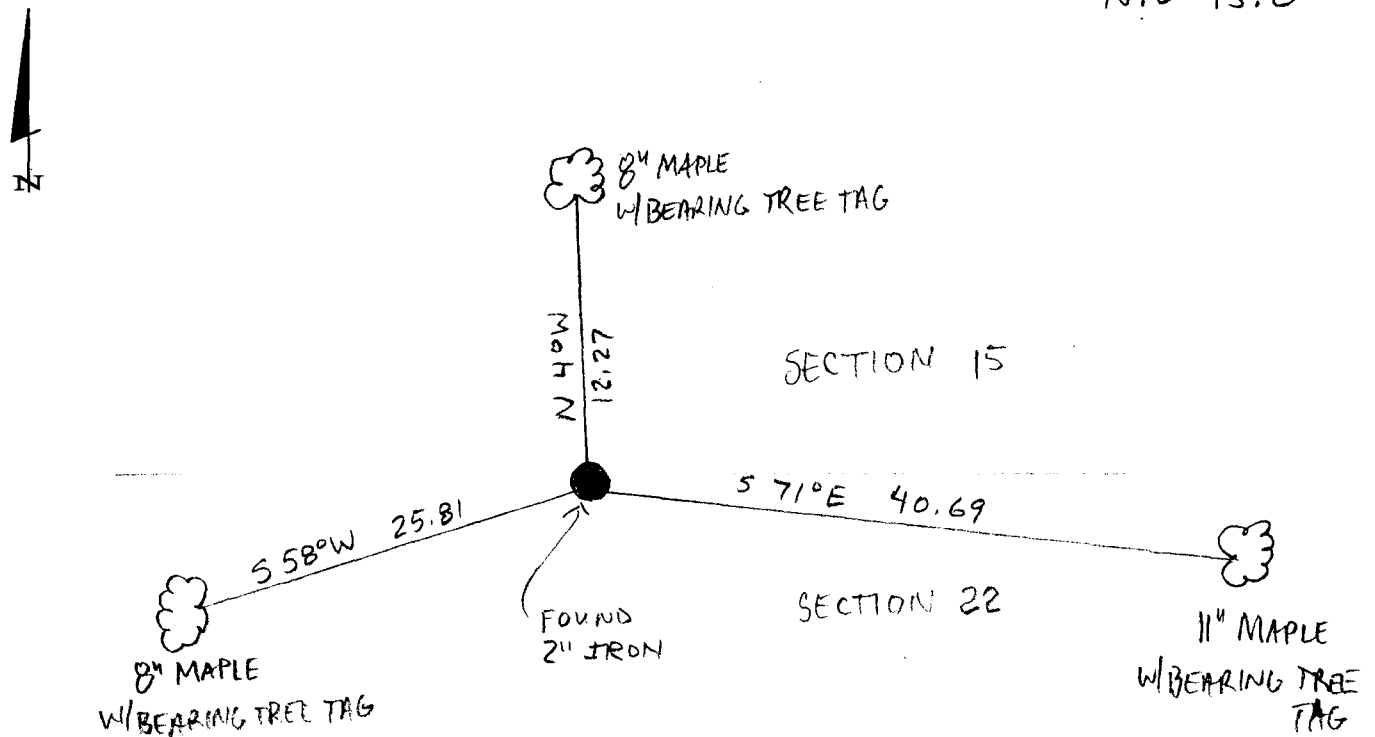 N
8" MAPLE
W/BEARING TREE TAG
N 4°W
12.27
SECTION 15
S 71°E 40.69
S 58°W 25.81
SECTION 22
FOUND
2" IRON
8" MAPLE
W/BEARING TREE TAG
11" MAPLE
W/BEARING TREE
TAG